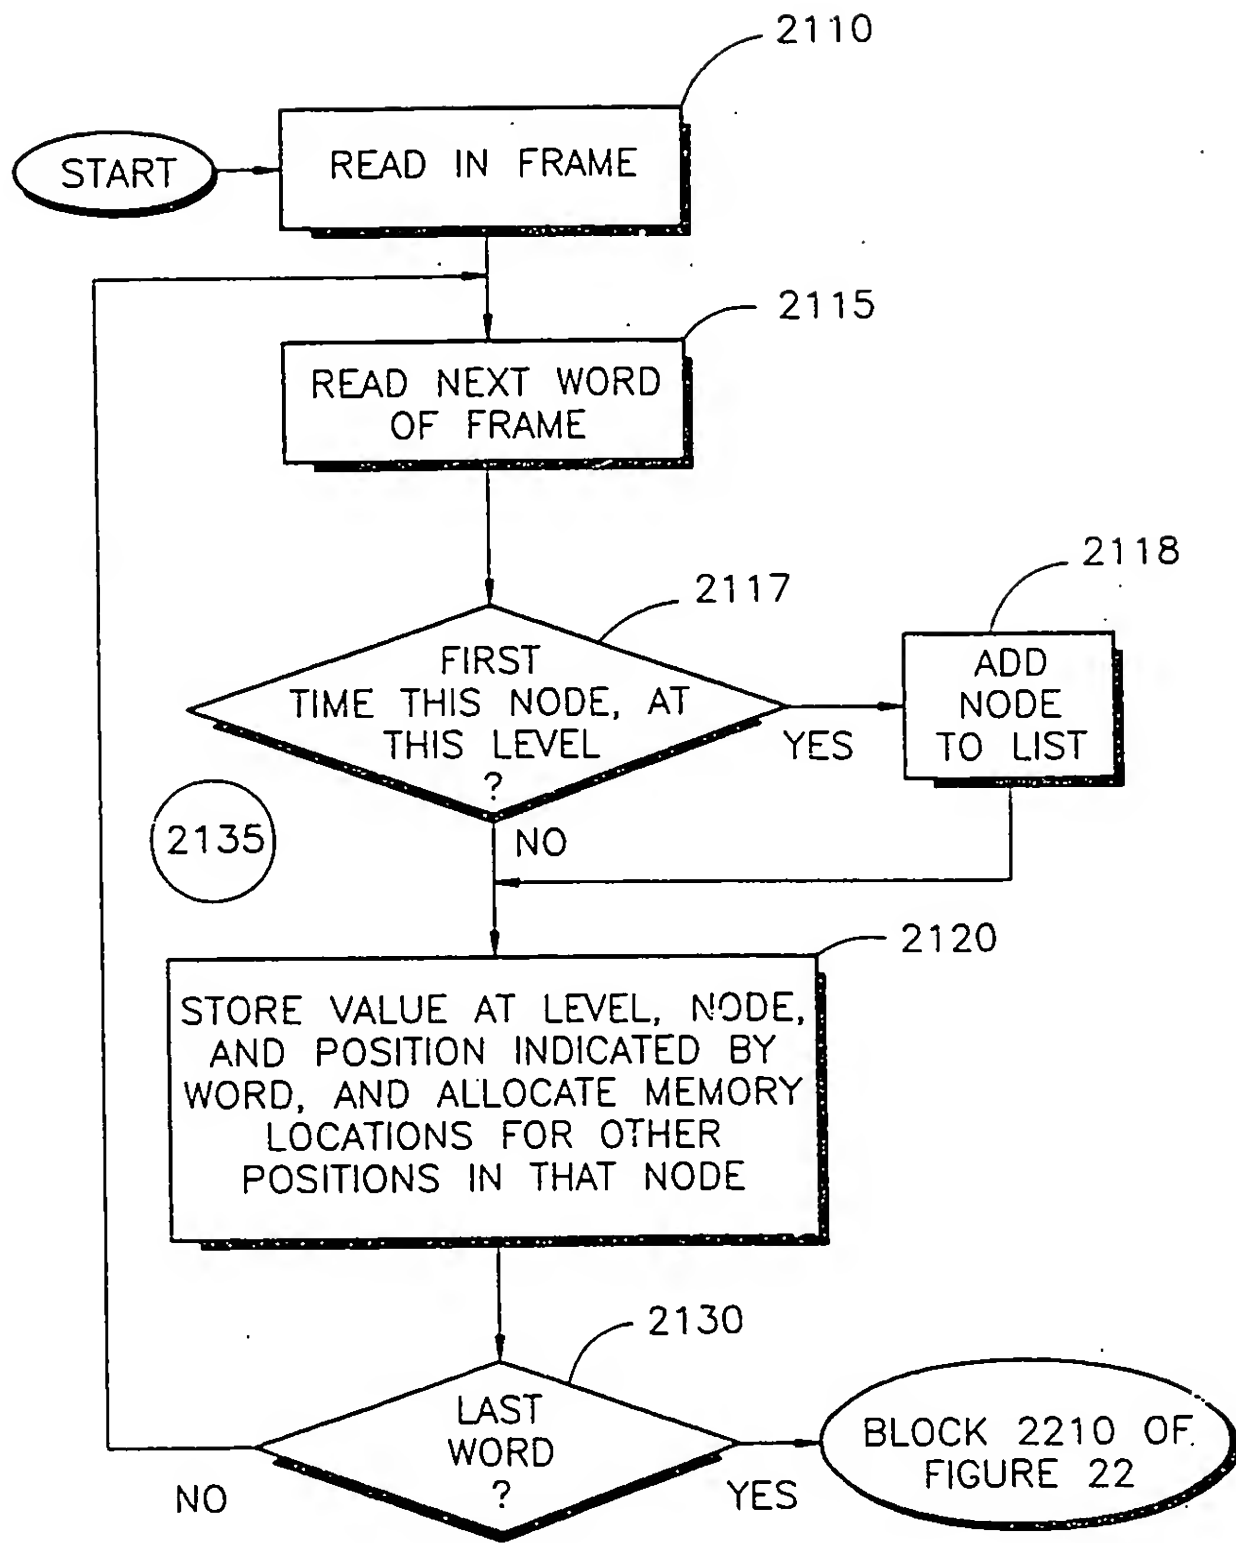 2110
START
READ IN FRAME
2115
READ NEXT WORD
OF FRAME
2117
2118
FIRST
TIME THIS NODE, AT
THIS LEVEL
?
YES
ADD
NODE
TO LIST
2135
NO
2120
STORE VALUE AT LEVEL, NODE,
AND POSITION INDICATED BY
WORD, AND ALLOCATE MEMORY
LOCATIONS FOR OTHER
POSITIONS IN THAT NODE
2130
LAST
WORD
?
NO
YES
BLOCK 2210 OF
FIGURE 22